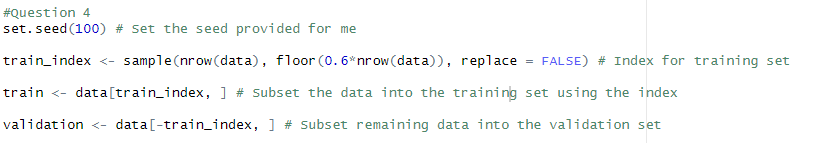 #Question 4
set.seed(100) # Set the seed provided for me
train_index <- sample(nrow(data), floor(0.6*nrow(data)), replace = FALSE) # Index for training set
train <- data[train_index, ] # Subset the data into the training set using the index
validation <- data[-train_index, ] # Subset remaining data into the validation set